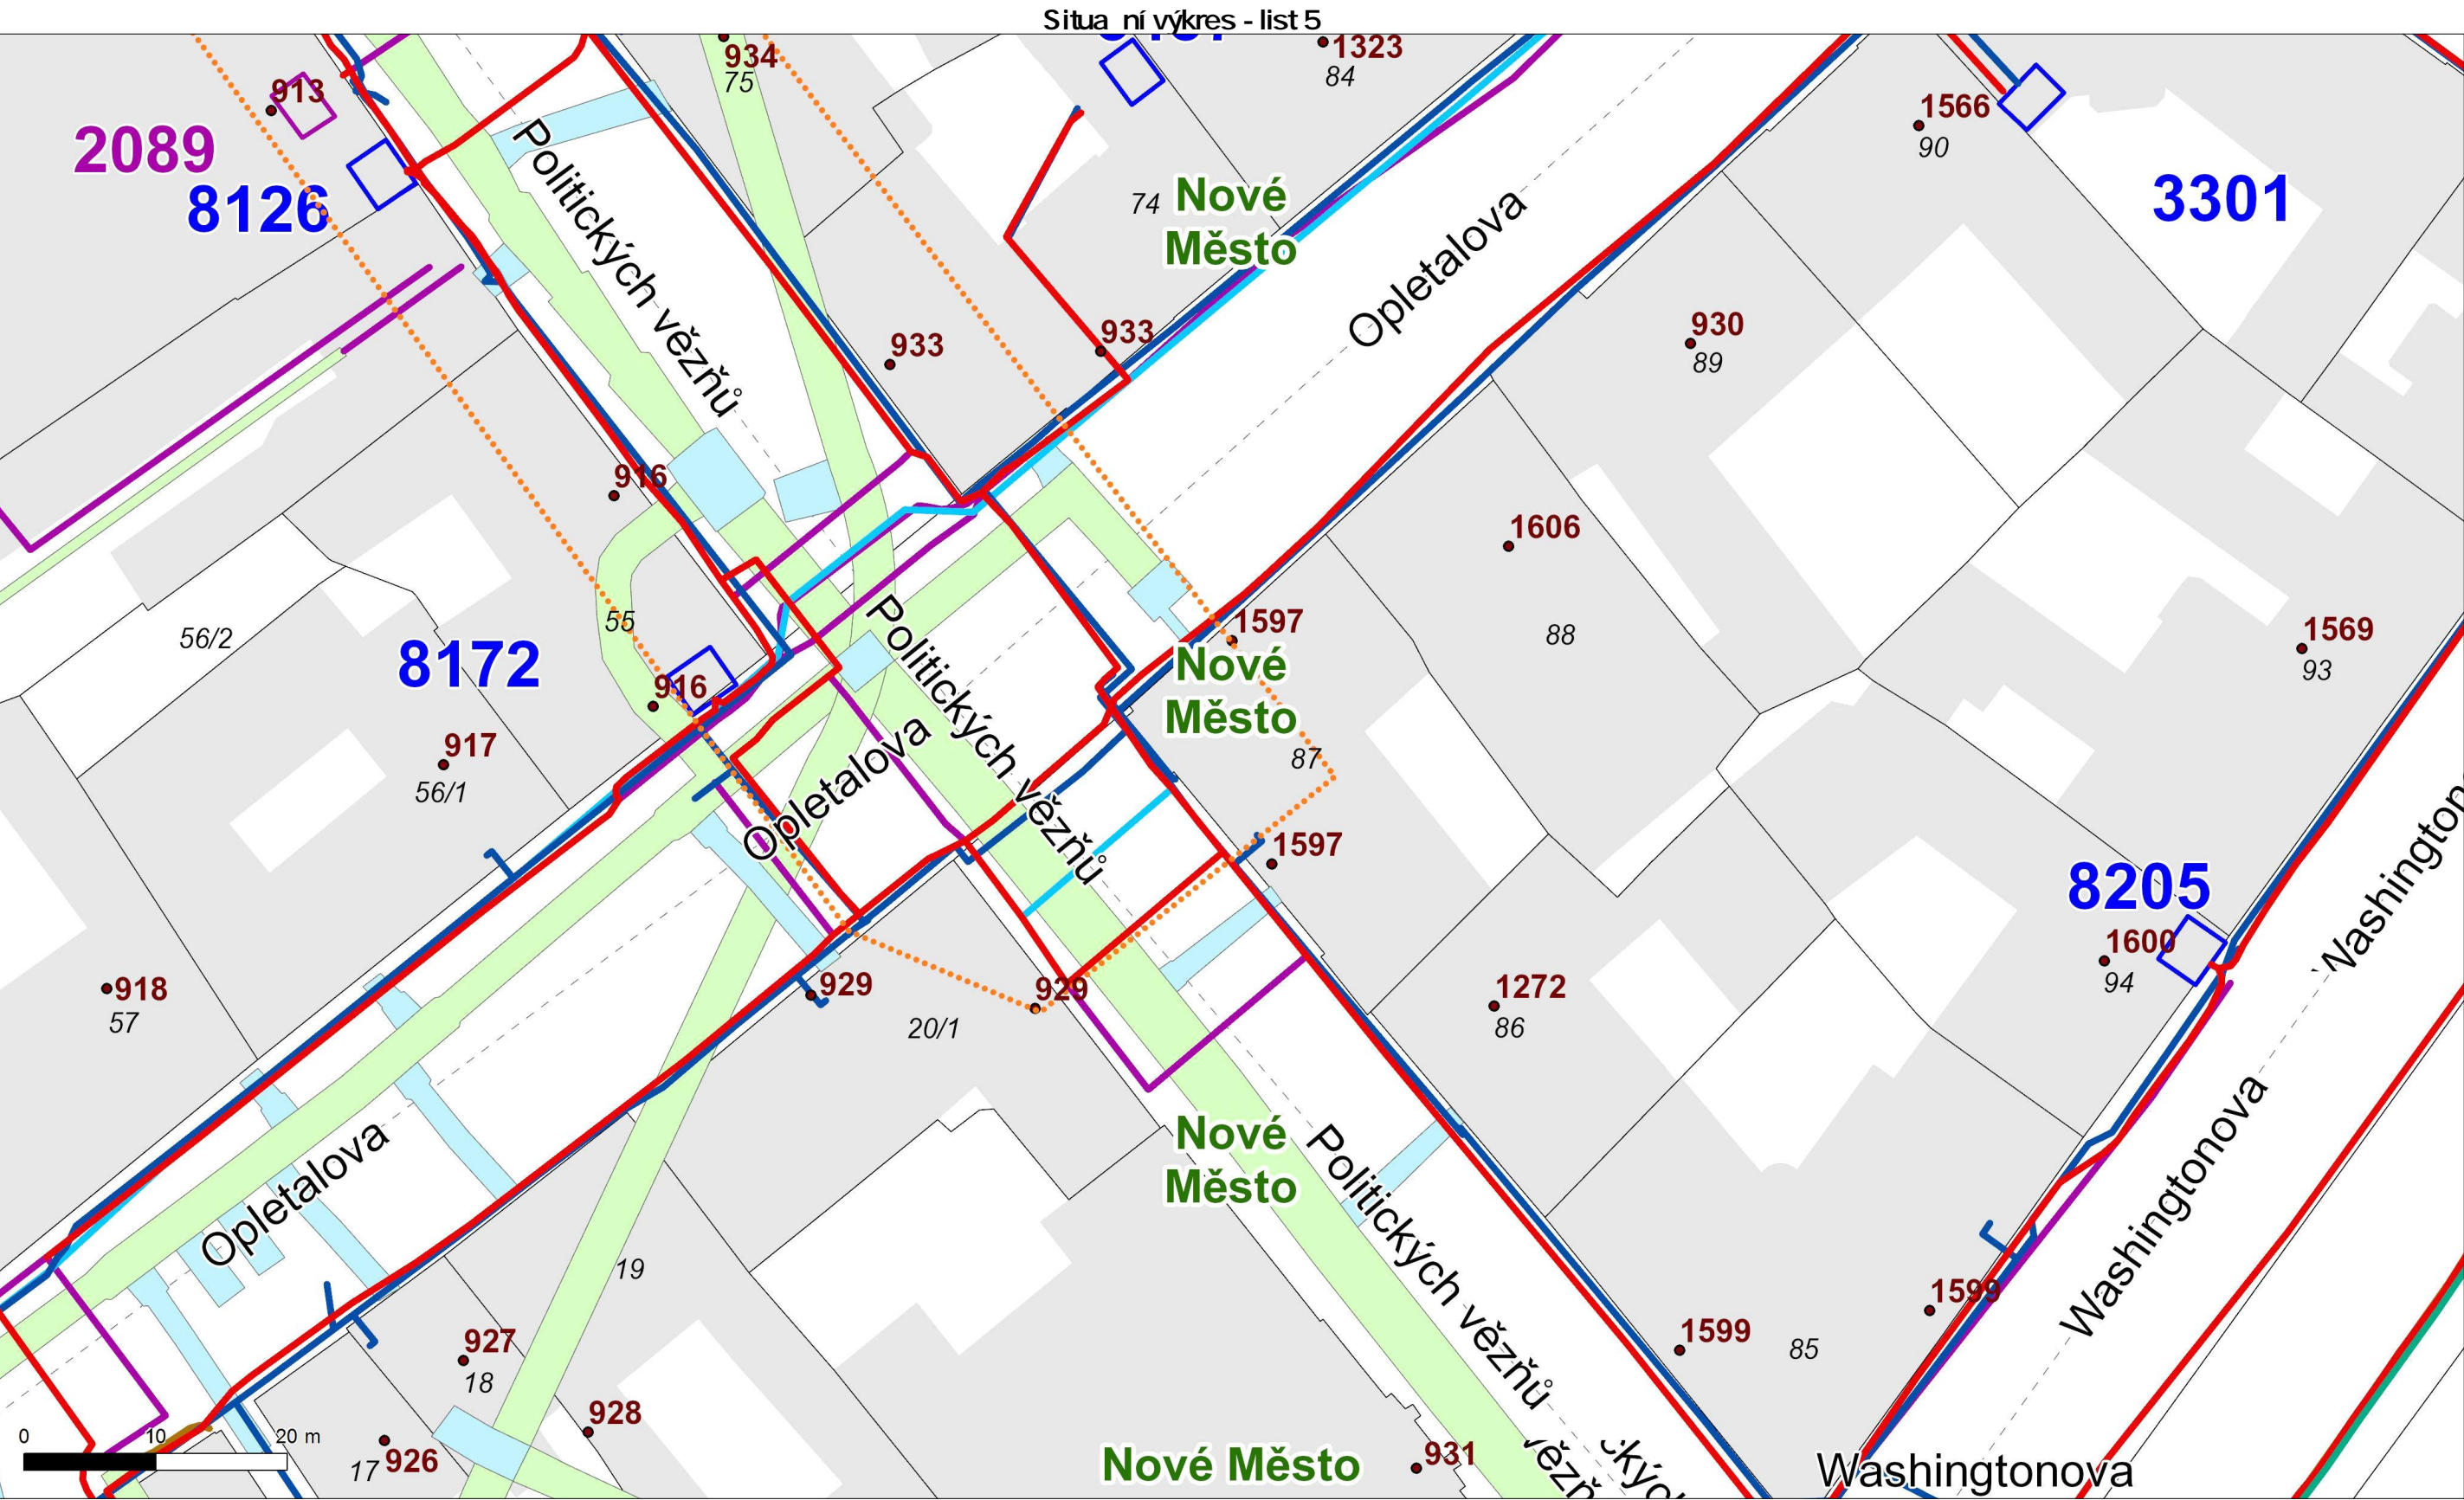 Situa ní výkres - list 5
934
75
1323
84
913
1566
90
2089
8126
Politických vězňů
74
Nové
Město
Opletalova
3301
933
933
930
89
916
1606
55
56/2
8172
916
Politických vězňů
1597
Nové
Město
88
1569
93
917
56/1
Opletalova
87
1597
8205
1600
94
Washington
918
57
929
929
20/1
1272
86
Opletalova
Nové
Město
Politických vězňů
Washingtonova
19
1599
1599
85
927
18
928
0 10 20 m
17
926
Nové Město
931
Washingtonova